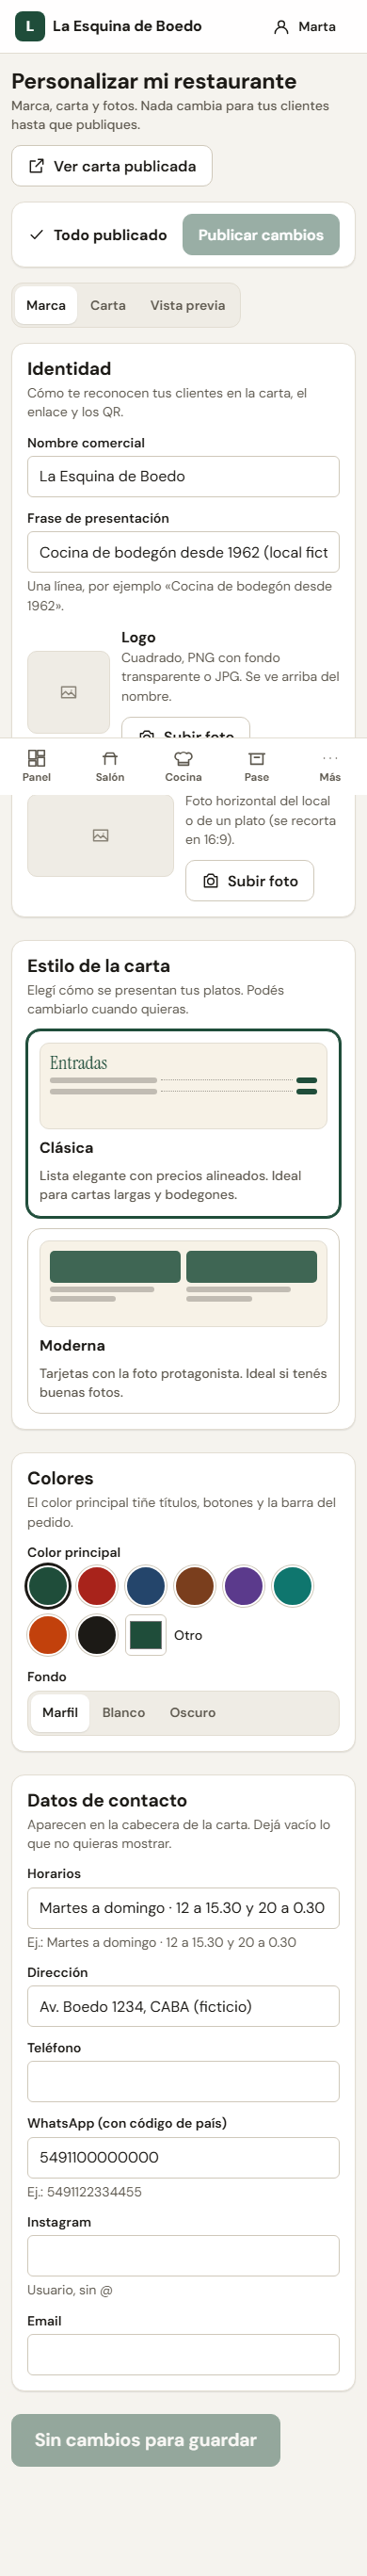 L La Esquina de Boedo Marta
Personalizar mi restaurante
Marca, carta y fotos. Nada cambia para tus clientes
hasta que publiques.
Ver carta publicada
Todo publicado Publicar cambios
Marca Carta Vista previa
Identidad
Cómo te reconocen tus clientes en la carta, el
enlace y los QR.
Nombre comercial
La Esquina de Boedo
Frase de presentación
Cocina de bodegón desde 1962 (local fict
Una línea, por ejemplo «Cocina de bodegón desde
1962».
Logo
Cuadrado, PNG con fondo
transparente o JPG. Se ve arriba del
nombre.
Subir foto
Panel Salón Cocina Pase Más
Foto horizontal del local
o de un plato (se recorta
en 16:9).
Subir foto
Estilo de la carta
Elegí cómo se presentan tus platos. Podés
cambiarlo cuando quieras.
Entradas
Clásica
Lista elegante con precios alineados. Ideal
para cartas largas y bodegones.
Moderna
Tarjetas con la foto protagonista. Ideal si tenés
buenas fotos.
Colores
El color principal tiñe títulos, botones y la barra del
pedido.
Color principal
Otro
Fondo
Marfil Blanco Oscuro
Datos de contacto
Aparecen en la cabecera de la carta. Dejá vacío lo
que no quieras mostrar.
Horarios
Martes a domingo · 12 a 15.30 y 20 a 0.30
Ej.: Martes a domingo · 12 a 15.30 y 20 a 0.30
Dirección
Av. Boedo 1234, CABA (ficticio)
Teléfono
WhatsApp (con código de país)
5491100000000
Ej.: 5491122334455
Instagram
Usuario, sin @
Email
Sin cambios para guardar